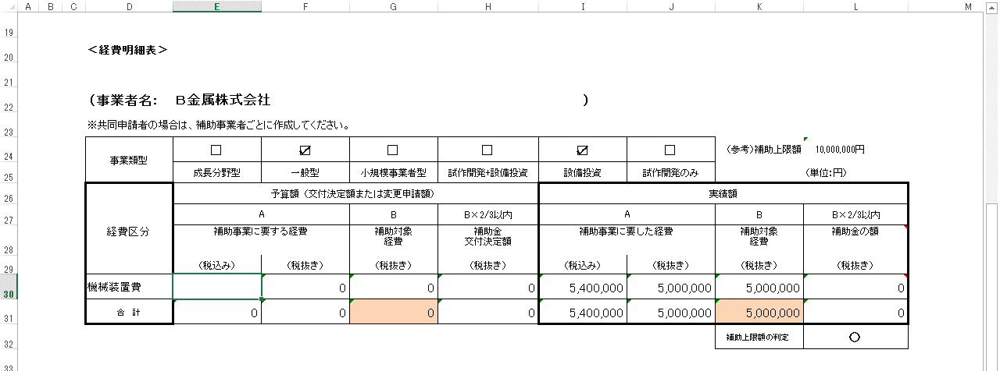 A B C D E F G H I J K L M
19
20 ＜経費明細表＞
21
22 （事業者名： Ｂ金属株式会社 ）
23 ※共同申請者の場合は、補助事業者ごとに作成してください。
24 事業類型 ☐ ☑ ☐ ☐ ☑ ☐ （参考）補助上限額 10,000,000円
25 成長分野型 一般型 小規模事業者型 試作開発+設備投資 設備投資 試作開発のみ （単位：円）
26 経費区分 予算額（交付決定額または変更申請額） 実績額
27 A B B×2/3以内 A B B×2/3以内
28 補助事業に要する経費 補助対象経費 補助金交付決定額 補助事業に要した経費 補助対象経費 補助金の額
29 （税込み） （税抜き） （税抜き） （税抜き） （税込み） （税抜き） （税抜き） （税抜き）
30 機械装置費 0 0 0 5,400,000 5,000,000 5,000,000 0
31 合 計 0 0 0 0 5,400,000 5,000,000 5,000,000 0
32 補助上限額の判定 ○
33